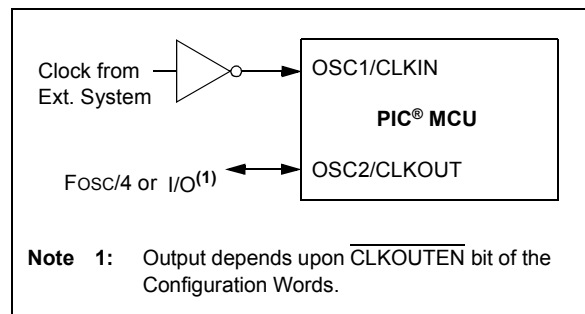 Clock from
Ext. System
OSC1/CLKIN
PIC® MCU
FOSC/4 or I/O(1)
OSC2/CLKOUT
Note 1: Output depends upon CLKOUTEN bit of the
Configuration Words.